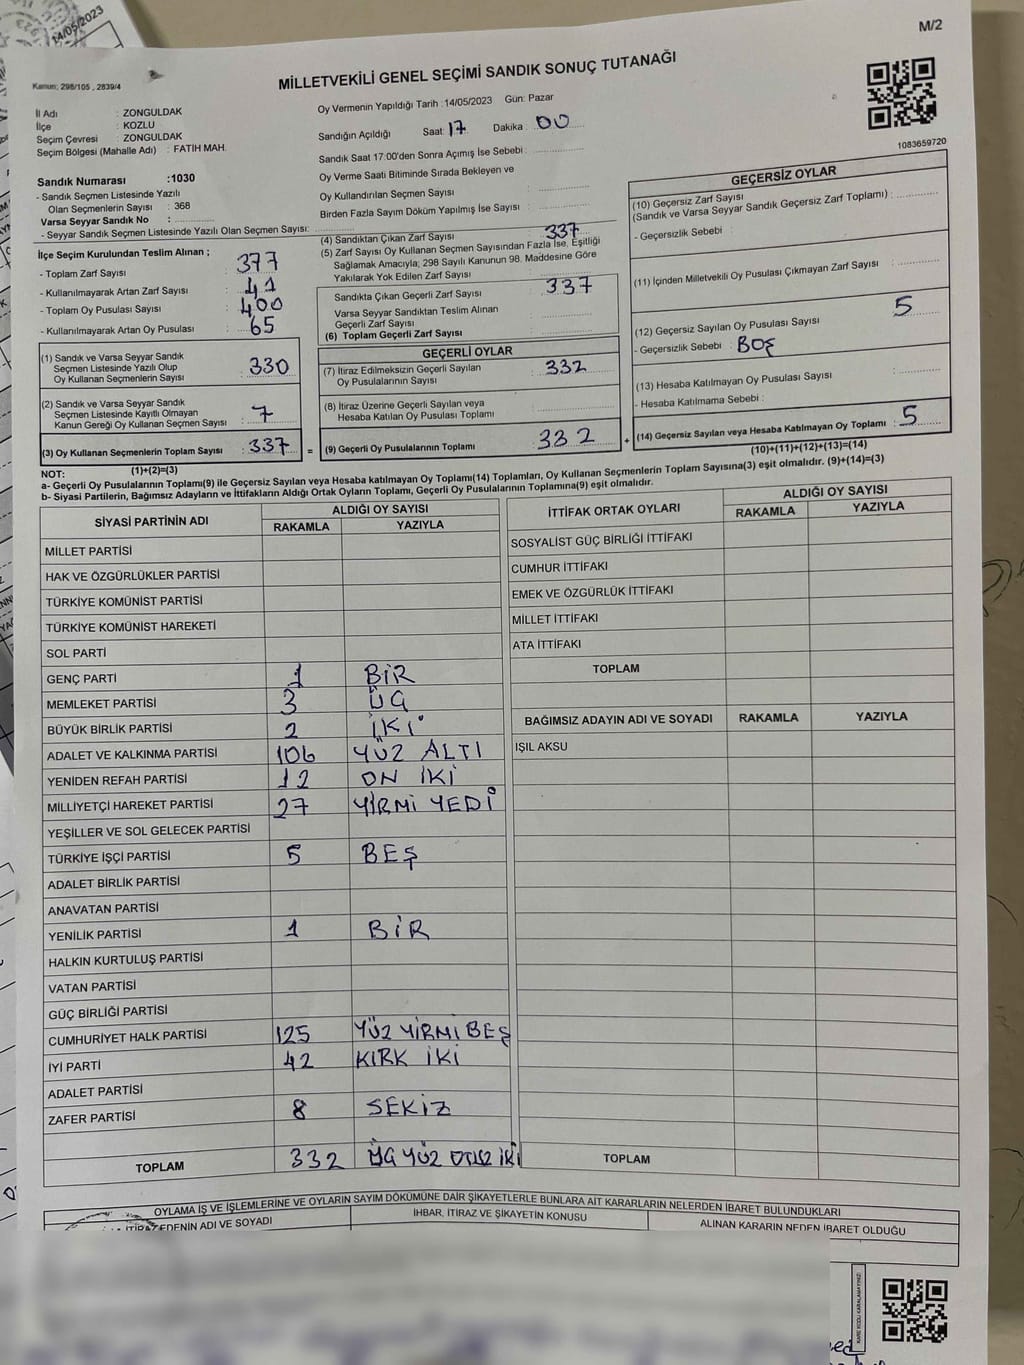 14/05/2023
M/2
Kanun; 298/105 , 2839/4
MİLLETVEKİLİ GENEL SEÇİMİ SANDIK SONUÇ TUTANAĞI
1083659720
İl Adı : ZONGULDAK
İlçe : KOZLU
Seçim Çevresi : ZONGULDAK
Seçim Bölgesi (Mahalle Adı) : FATİH MAH.
Sandık Numarası :1030
- Sandık Seçmen Listesinde Yazılı
Olan Seçmenlerin Sayısı : 368
Varsa Seyyar Sandık No :
- Seyyar Sandık Seçmen Listesinde Yazılı Olan Seçmen Sayısı:
Oy Vermenin Yapıldığı Tarih : 14/05/2023 Gün: Pazar
Sandığın Açıldığı Saat: 17 Dakika : 00
Sandık Saat 17:00'den Sonra Açımış İse Sebebi :
Oy Verme Saati Bitiminde Sırada Bekleyen ve
Oy Kullandırılan Seçmen Sayısı :
Birden Fazla Sayım Döküm Yapılmış İse Sayısı :
İlçe Seçim Kurulundan Teslim Alınan ;
- Toplam Zarf Sayısı : 377
- Kullanılmayarak Artan Zarf Sayısı : 41
- Toplam Oy Pusulası Sayısı : 400
- Kullanılmayarak Artan Oy Pusulası : 65
(1) Sandık ve Varsa Seyyar Sandık
Seçmen Listesinde Yazılı Olup
Oy Kullanan Seçmenlerin Sayısı : 330
(2) Sandık ve Varsa Seyyar Sandık
Seçmen Listesinde Kayıtlı Olmayan
Kanun Gereği Oy Kullanan Seçmen Sayısı : 7
(3) Oy Kullanan Seçmenlerin Toplam Sayısı : 337
(1)+(2)=(3)
(4) Sandıktan Çıkan Zarf Sayısı : 337
(5) Zarf Sayısı Oy Kullanan Seçmen Sayısından Fazla İse, Eşitliği
Sağlamak Amacıyla; 298 Sayılı Kanunun 98. Maddesine Göre
Yakılarak Yok Edilen Zarf Sayısı :
Sandıkta Çıkan Geçerli Zarf Sayısı : 337
Varsa Seyyar Sandıktan Teslim Alınan
Geçerli Zarf Sayısı :
(6) Toplam Geçerli Zarf Sayısı :
GEÇERLİ OYLAR
(7) İtiraz Edilmeksizin Geçerli Sayılan
Oy Pusulalarının Sayısı : 332
(8) İtiraz Üzerine Geçerli Sayılan veya
Hesaba Katılan Oy Pusulası Toplamı :
= (9) Geçerli Oy Pusulalarının Toplamı : 332 +
GEÇERSİZ OYLAR
(10) Geçersiz Zarf Sayısı
(Sandık ve Varsa Seyyar Sandık Geçersiz Zarf Toplamı) :
- Geçersizlik Sebebi :
(11) İçinden Milletvekili Oy Pusulası Çıkmayan Zarf Sayısı :
(12) Geçersiz Sayılan Oy Pusulası Sayısı : 5
- Geçersizlik Sebebi : BOŞ
(13) Hesaba Katılmayan Oy Pusulası Sayısı :
- Hesaba Katılmama Sebebi :
(14) Geçersiz Sayılan veya Hesaba Katılmayan Oy Toplamı : 5
(10)+(11)+(12)+(13)=(14)
NOT:
a- Geçerli Oy Pusulalarının Toplam(9) ile Geçersiz Sayılan veya Hesaba katılmayan Oy Toplamı(14) Toplamları, Oy Kullanan Seçmenlerin Toplam Sayısına(3) eşit olmalıdır. (9)+(14)=(3)
b- Siyasi Partilerin, Bağımsız Adayların ve İttifakların Aldığı Ortak Oyların Toplamı, Geçerli Oy Pusulalarının Toplamına(9) eşit olmalıdır.
SİYASİ PARTİNİN ADI ALDIĞI OY SAYISI
RAKAMLA YAZIYLA
MİLLET PARTİSİ
HAK VE ÖZGÜRLÜKLER PARTİSİ
TÜRKİYE KOMÜNİST PARTİSİ
TÜRKİYE KOMÜNİST HAREKETİ
SOL PARTİ
GENÇ PARTİ 1 BİR
MEMLEKET PARTİSİ 3 ÜÇ
BÜYÜK BİRLİK PARTİSİ 2 İKİ
ADALET VE KALKINMA PARTİSİ 106 YÜZ ALTI
YENİDEN REFAH PARTİSİ 12 ON İKİ
MİLLİYETÇİ HAREKET PARTİSİ 27 YİRMİ YEDİ
YEŞİLLER VE SOL GELECEK PARTİSİ
TÜRKİYE İŞÇİ PARTİSİ 5 BEŞ
ADALET BİRLİK PARTİSİ
ANAVATAN PARTİSİ
YENİLİK PARTİSİ 1 BİR
HALKIN KURTULUŞ PARTİSİ
VATAN PARTİSİ
GÜÇ BİRLİĞİ PARTİSİ
CUMHURİYET HALK PARTİSİ 125 YÜZ YİRMİ BEŞ
İYİ PARTİ 42 KIRK İKİ
ADALET PARTİSİ
ZAFER PARTİSİ 8 SEKİZ
TOPLAM 332 ÜÇ YÜZ OTUZ İKİ
İTTİFAK ORTAK OYLARI ALDIĞI OY SAYISI
RAKAMLA YAZIYLA
SOSYALİST GÜÇ BİRLİĞİ İTTİFAKI
CUMHUR İTTİFAKI
EMEK VE ÖZGÜRLÜK İTTİFAKI
MİLLET İTTİFAKI
ATA İTTİFAKI
TOPLAM
BAĞIMSIZ ADAYIN ADI VE SOYADI RAKAMLA YAZIYLA
IŞIL AKSU
TOPLAM
OYLAMA İŞ VE İŞLEMLERİNE VE OYLARIN SAYIM DÖKÜMÜNE DAİR ŞİKAYETLERLE BUNLARA AİT KARARLARIN NELERDEN İBARET BULUNDUKLARI
İTİRAZ EDENİN ADI VE SOYADI İHBAR, İTİRAZ VE ŞİKAYETİN KONUSU ALINAN KARARIN NEDEN İBARET OLDUĞU